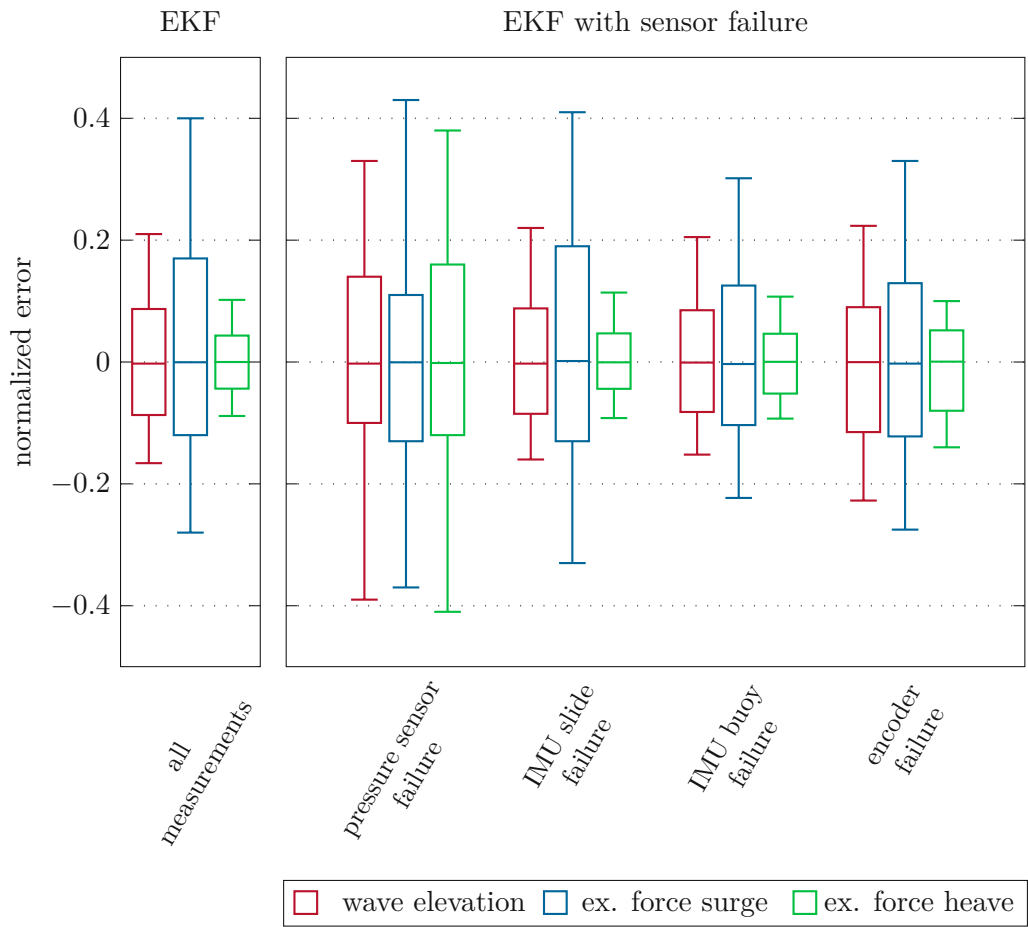 EKF
EKF with sensor failure
normalized error
0.4
0.2
0
−0.2
−0.4
all
measurements
pressure sensor
failure
IMU slide
failure
IMU buoy
failure
encoder
failure
wave elevation
ex. force surge
ex. force heave